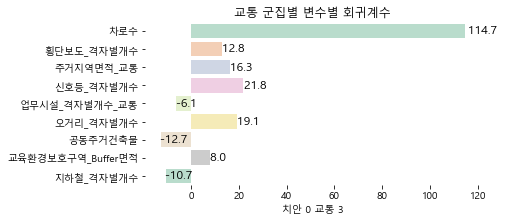 교통 군집별 변수별 회귀계수
차로수 114.7
횡단보도_격자별개수 12.8
주거지역면적_교통 16.3
신호등_격자별개수 21.8
업무시설_격자별개수_교통 -6.1
오거리_격자별개수 19.1
공동주거건축물 -12.7
교육환경보호구역_Buffer면적 8.0
지하철_격자별개수 -10.7
0 20 40 60 80 100 120
치안 0 교통 3